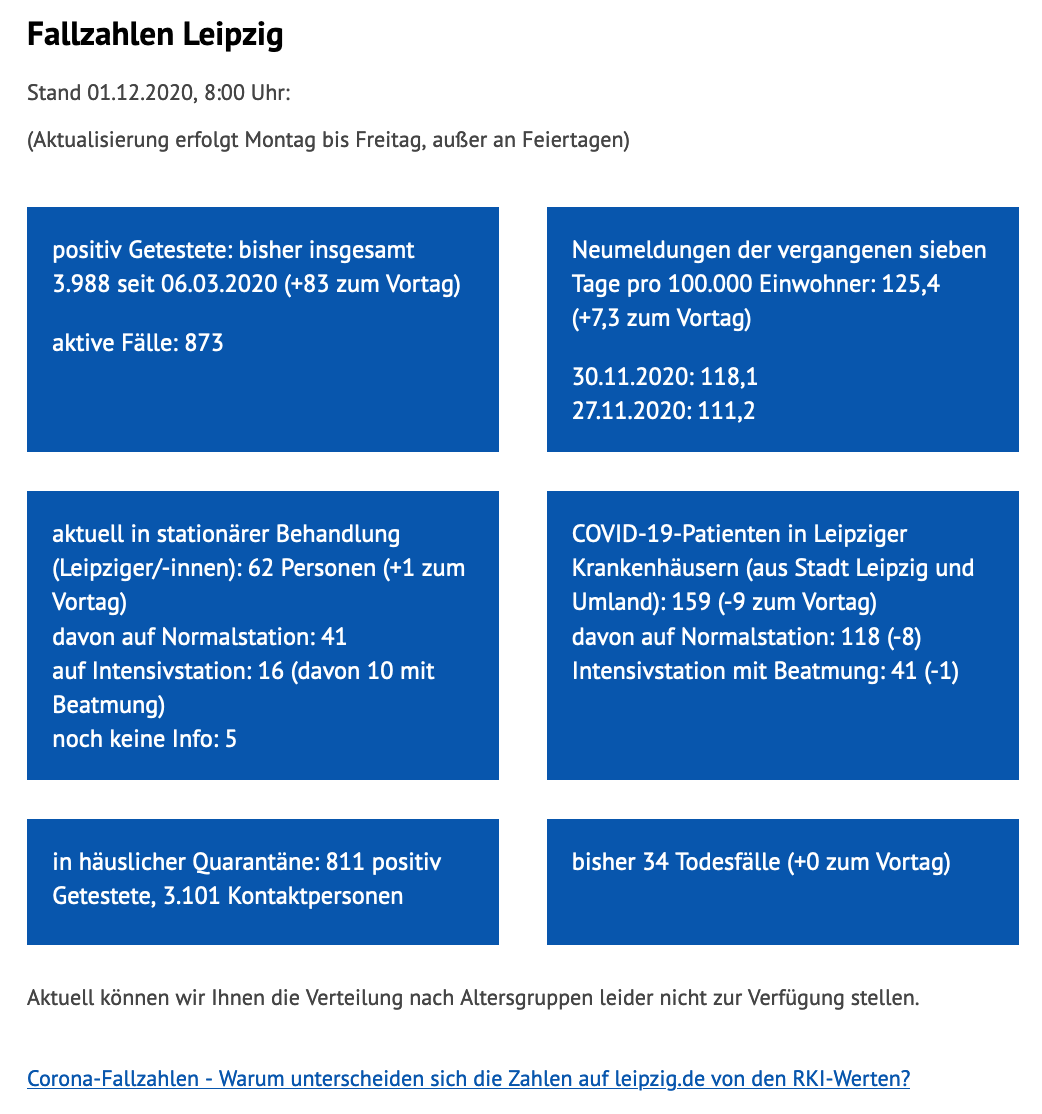 Fallzahlen Leipzig
Stand 01.12.2020, 8:00 Uhr:
(Aktualisierung erfolgt Montag bis Freitag, außer an Feiertagen)
positiv Getestete: bisher insgesamt
3.988 seit 06.03.2020 (+83 zum Vortag)
aktive Fälle: 873
Neumeldungen der vergangenen sieben
Tage pro 100.000 Einwohner: 125,4
(+7,3 zum Vortag)
30.11.2020: 118,1
27.11.2020: 111,2
aktuell in stationärer Behandlung
(Leipziger/-innen): 62 Personen (+1 zum
Vortag)
davon auf Normalstation: 41
auf Intensivstation: 16 (davon 10 mit
Beatmung)
noch keine Info: 5
COVID-19-Patienten in Leipziger
Krankenhäusern (aus Stadt Leipzig und
Umland): 159 (-9 zum Vortag)
davon auf Normalstation: 118 (-8)
Intensivstation mit Beatmung: 41 (-1)
in häuslicher Quarantäne: 811 positiv
Getestete, 3.101 Kontaktpersonen
bisher 34 Todesfälle (+0 zum Vortag)
Aktuell können wir Ihnen die Verteilung nach Altersgruppen leider nicht zur Verfügung stellen.
Corona-Fallzahlen - Warum unterscheiden sich die Zahlen auf leipzig.de von den RKI-Werten?